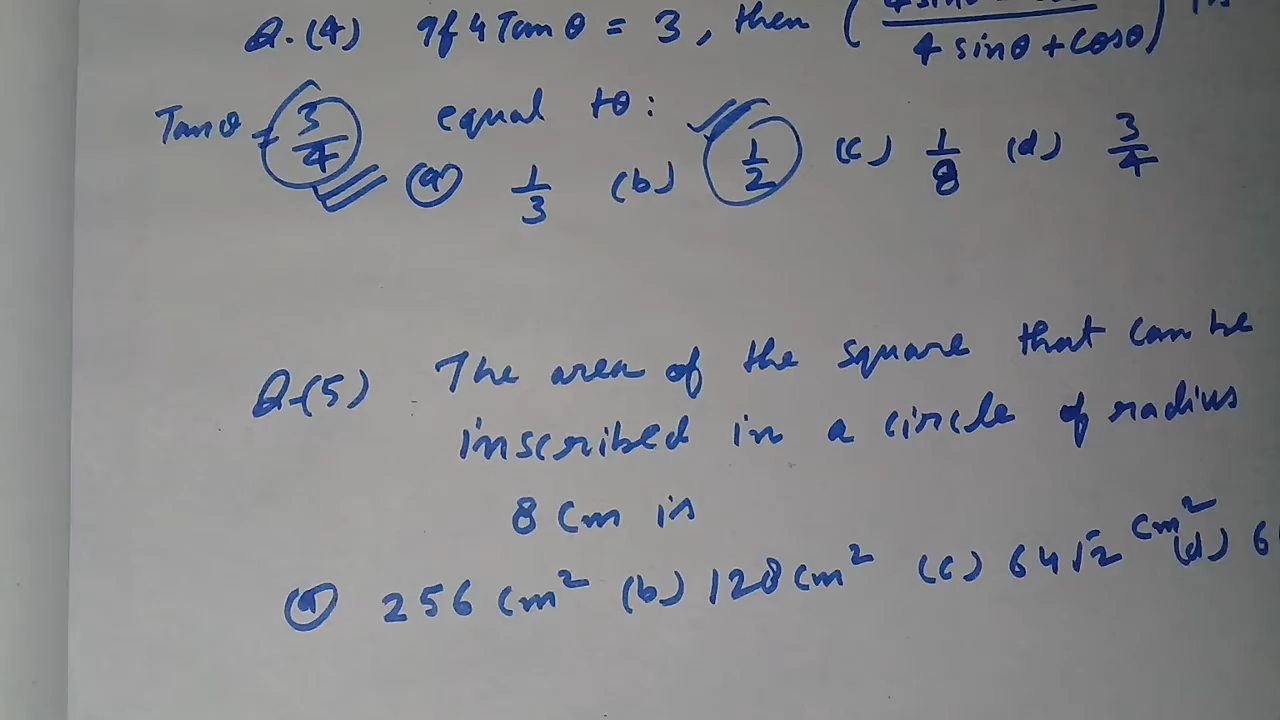 Q.(4) If 4 Tan θ = 3, then (4 sinθ
4 sinθ + cosθ)
Tanθ = 3/4 equal to:
(a) 1/3 (b) 1/2 (c) 1/8 (d) 3/4
Q.(5) The area of the square that can be
inscribed in a circle of radius
8 cm is
(a) 256 cm² (b) 128 cm² (c) 64√2 cm² (d) 6